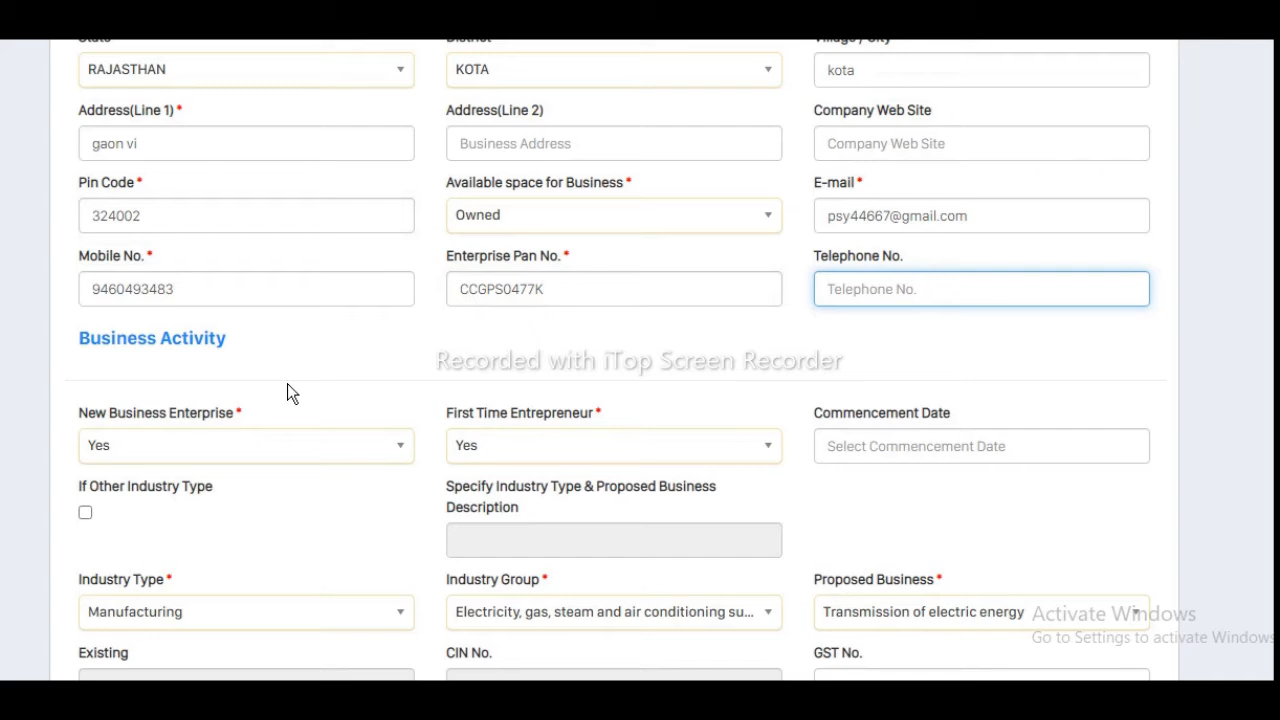 State District Village / City
RAJASTHAN KOTA kota
Address(Line 1) * Address(Line 2) Company Web Site
gaon vi Business Address Company Web Site
Pin Code * Available space for Business * E-mail *
324002 Owned psy44667@gmail.com
Mobile No. * Enterprise Pan No. * Telephone No.
9460493483 CCGPS0477K Telephone No.
Business Activity
Recorded with iTop Screen Recorder
New Business Enterprise * First Time Entrepreneur * Commencement Date
Yes Yes Select Commencement Date
If Other Industry Type Specify Industry Type & Proposed Business
Description
Industry Type * Industry Group * Proposed Business *
Manufacturing Electricity, gas, steam and air conditioning su... Transmission of electric energy
Activate Windows
Go to Settings to activate Windows
Existing CIN No. GST No.